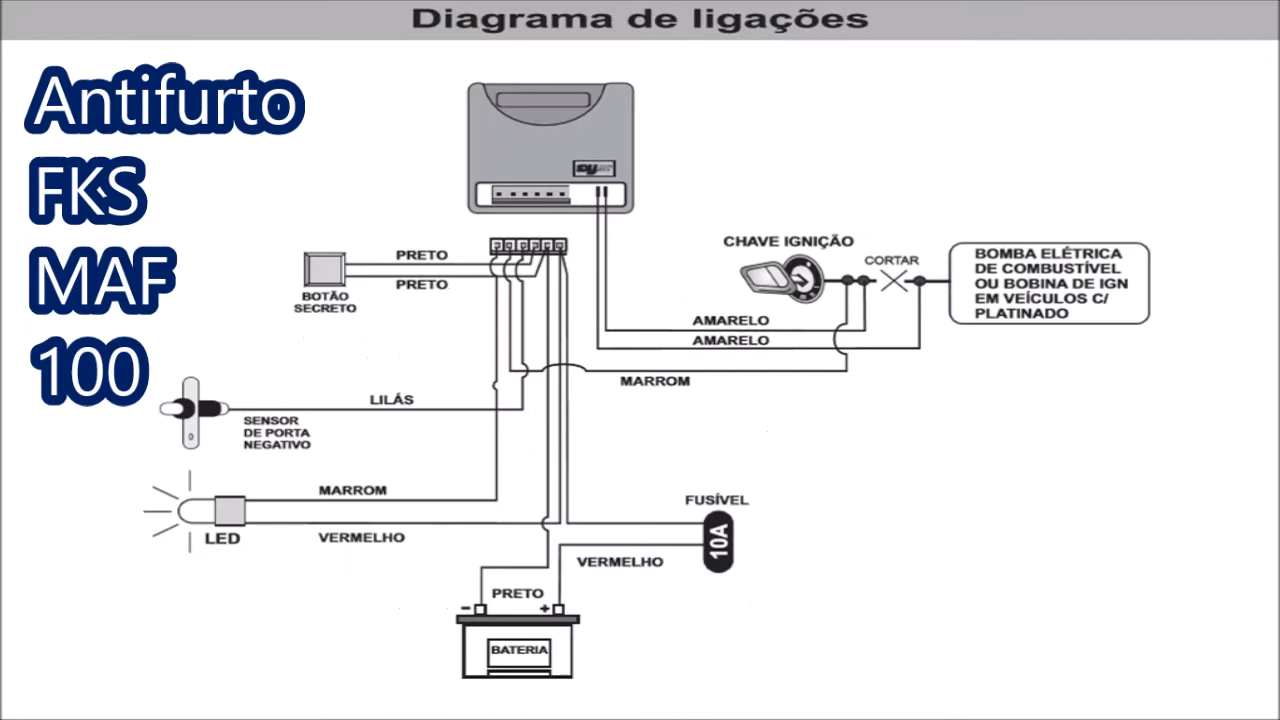 Diagrama de ligações
Antifurto
FKS
MAF
100
PRETO
PRETO
BOTÃO
SECRETO
CHAVE IGNIÇÃO
CORTAR
BOMBA ELÉTRICA
DE COMBUSTÍVEL
OU BOBINA DE IGN
EM VEÍCULOS C/
PLATINADO
AMARELO
AMARELO
MARROM
LILÁS
SENSOR
DE PORTA
NEGATIVO
MARROM
LED
VERMELHO
FUSÍVEL
10A
VERMELHO
PRETO
- +
BATERIA